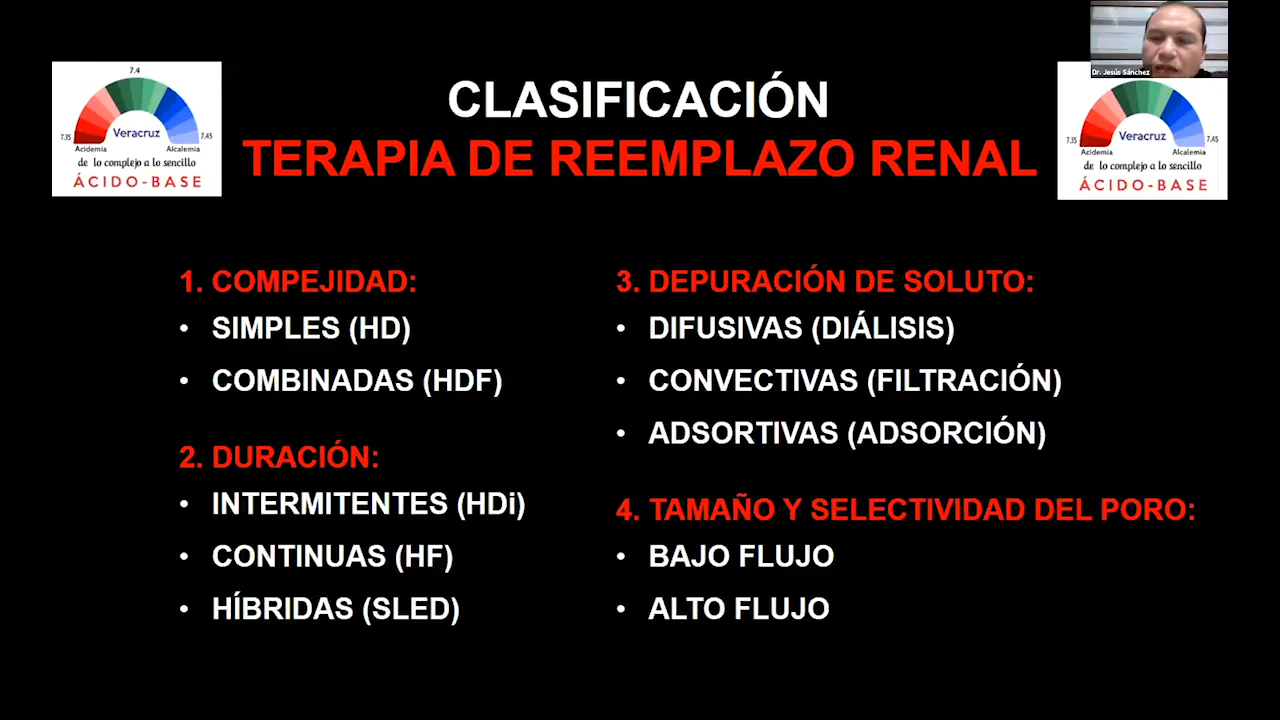 Dr. Jesús Sánchez
7.4
7.35
Veracruz
7.45
Acidemia
Alcalemia
de lo complejo a lo sencillo
ÁCIDO-BASE
CLASIFICACIÓN
TERAPIA DE REEMPLAZO RENAL
7.35
Veracruz
7.45
Acidemia
Alcalemia
de lo complejo a lo sencillo
ÁCIDO-BASE
1. COMPEJIDAD:
• SIMPLES (HD)
• COMBINADAS (HDF)
2. DURACIÓN:
• INTERMITENTES (HDi)
• CONTINUAS (HF)
• HÍBRIDAS (SLED)
3. DEPURACIÓN DE SOLUTO:
• DIFUSIVAS (DIÁLISIS)
• CONVECTIVAS (FILTRACIÓN)
• ADSORTIVAS (ADSORCIÓN)
4. TAMAÑO Y SELECTIVIDAD DEL PORO:
• BAJO FLUJO
• ALTO FLUJO